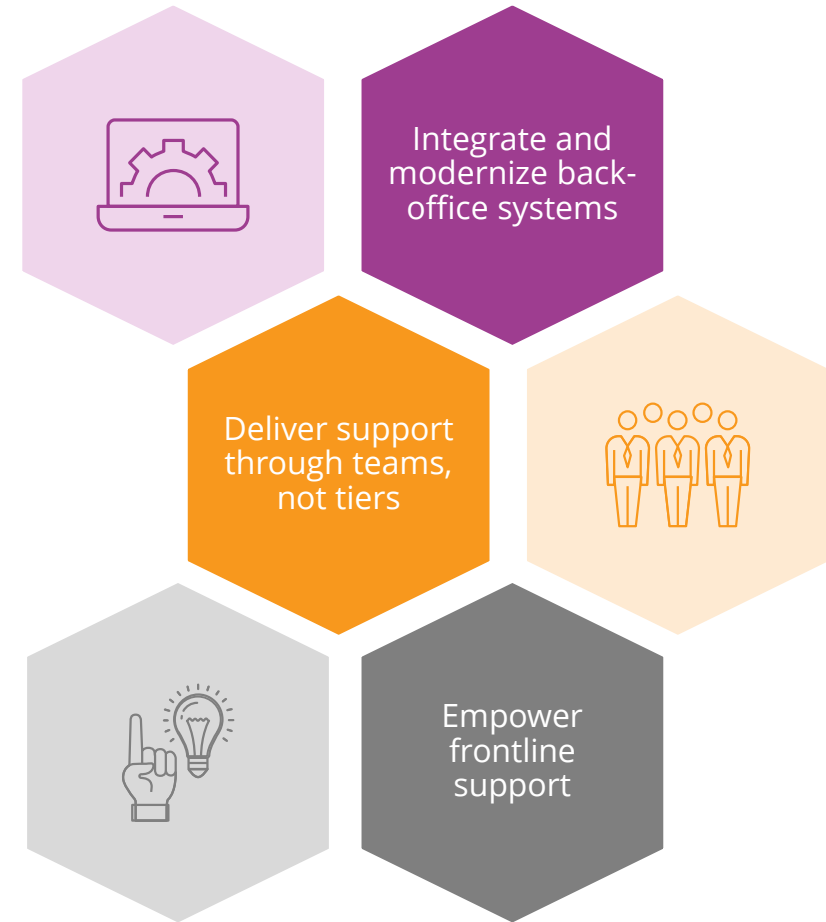 Integrate and
modernize back-
office systems
Deliver support
through teams,
not tiers
Empower
frontline
support